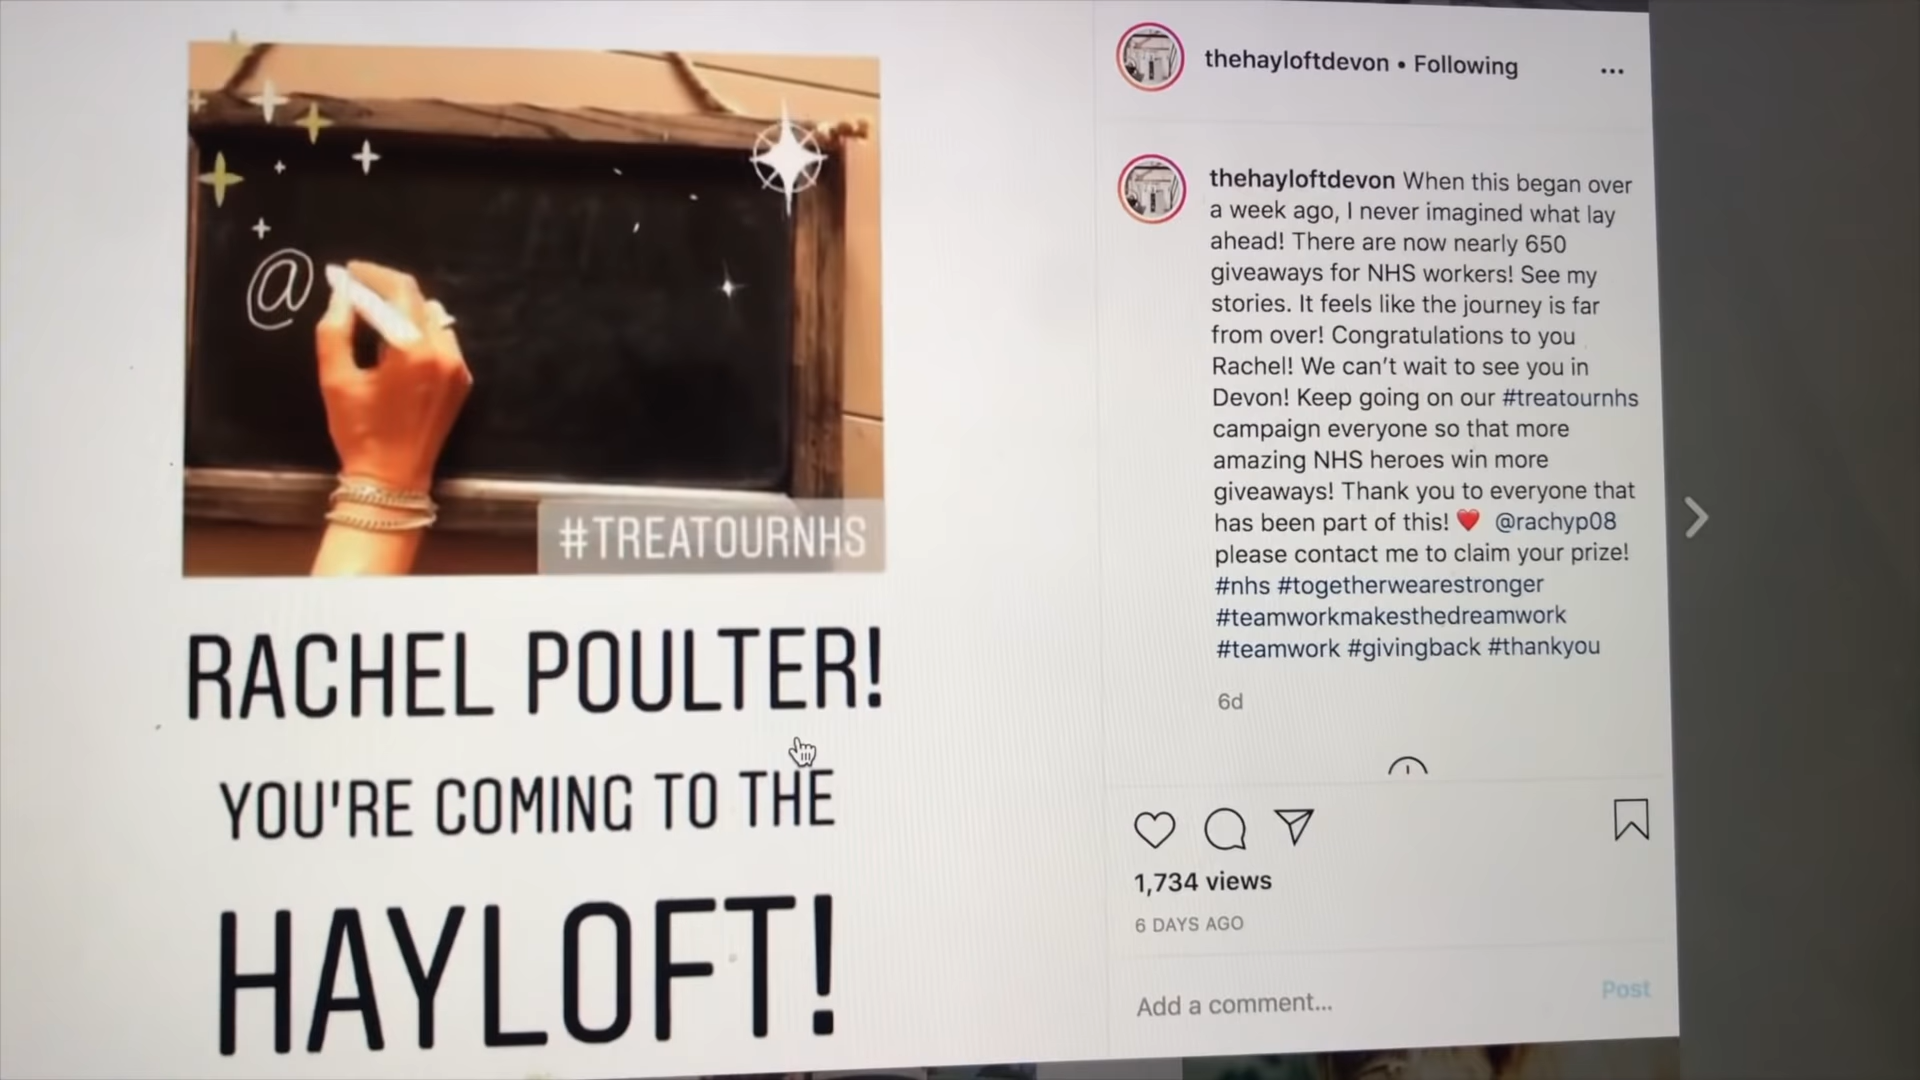 @
#TREATOURNHS
RACHEL POULTER!
YOU'RE COMING TO THE
HAYLOFT!
thehayloftdevon • Following
...
thehayloftdevon When this began over
a week ago, I never imagined what lay
ahead! There are now nearly 650
giveaways for NHS workers! See my
stories. It feels like the journey is far
from over! Congratulations to you
Rachel! We can’t wait to see you in
Devon! Keep going on our #treatournhs
campaign everyone so that more
amazing NHS heroes win more
giveaways! Thank you to everyone that
has been part of this! ❤️ @rachyp08
please contact me to claim your prize!
#nhs #togetherwearestronger
#teamworkmakesthedreamwork
#teamwork #givingback #thankyou
6d
1,734 views
6 DAYS AGO
Add a comment...
Post